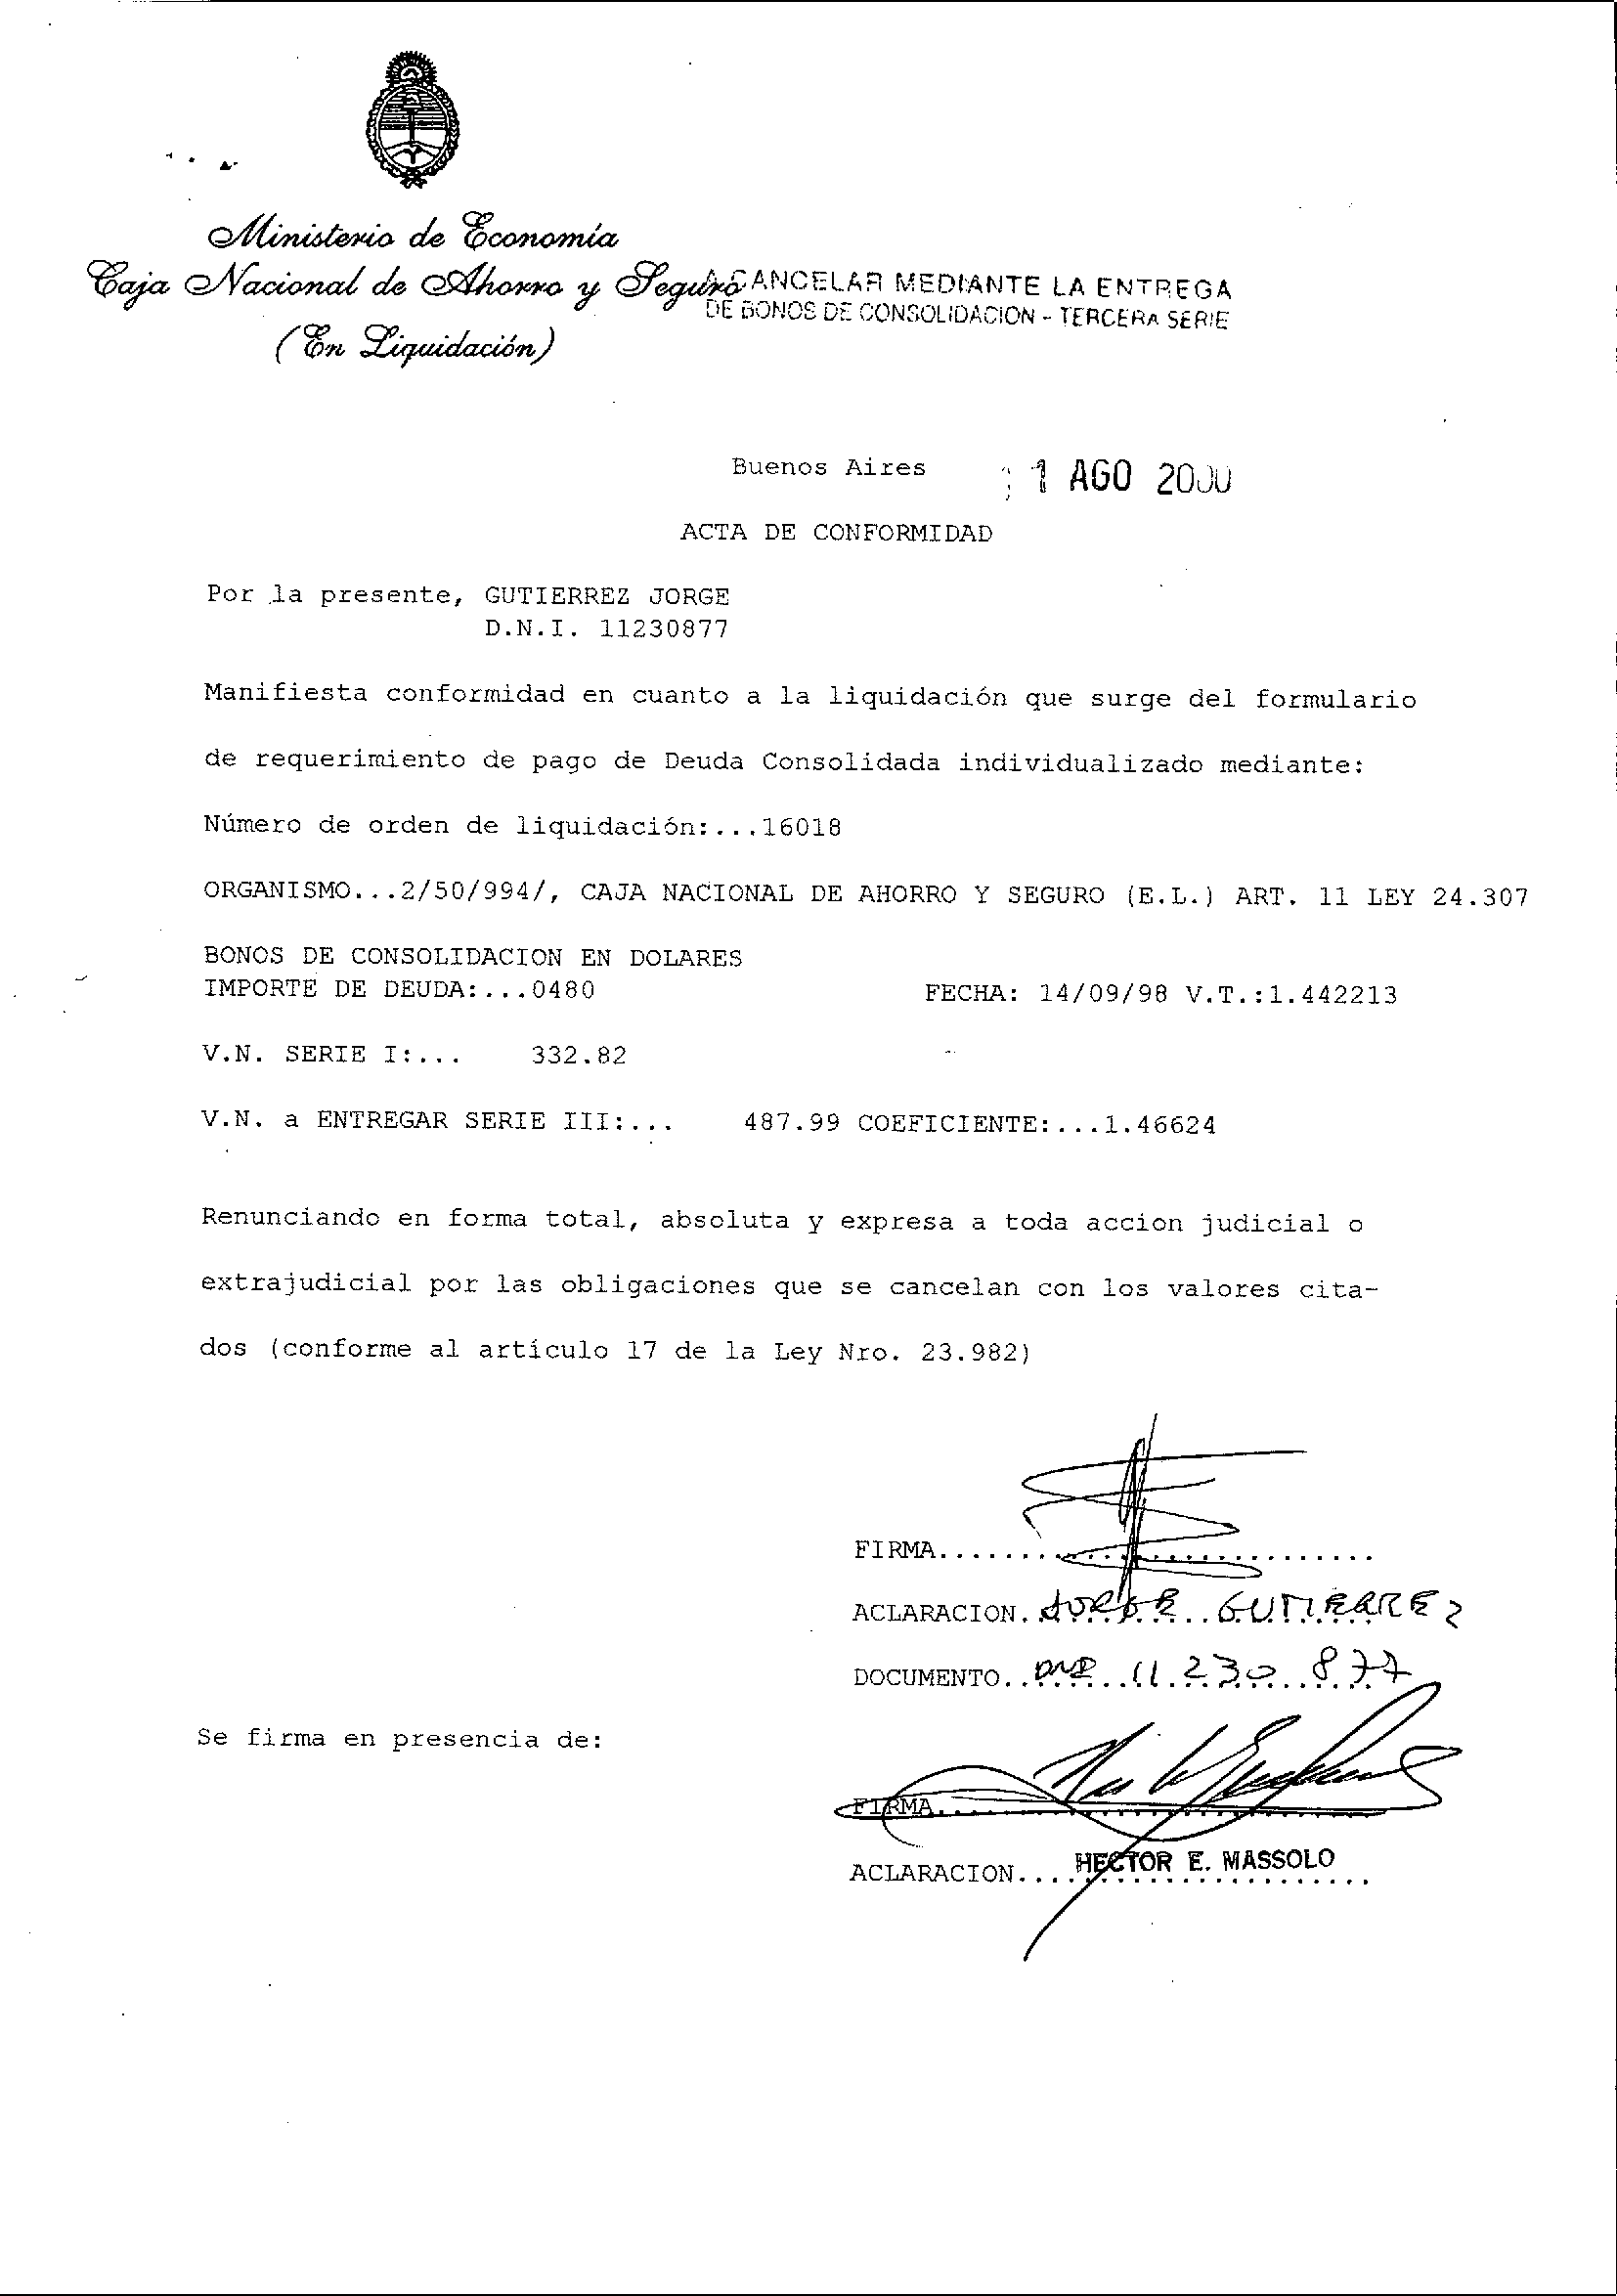 Ministerio de Economía
Caja Nacional de Ahorro y Seguro
(En Liquidación)
A CANCELAR MEDIANTE LA ENTREGA
DE BONOS DE CONSOLIDACION - TERCERA SERIE
Buenos Aires 1 AGO 2000
ACTA DE CONFORMIDAD
Por la presente, GUTIERREZ JORGE
D.N.I. 11230877
Manifiesta conformidad en cuanto a la liquidación que surge del formulario
de requerimiento de pago de Deuda Consolidada individualizado mediante:
Número de orden de liquidación:...16018
ORGANISMO...2/50/994/, CAJA NACIONAL DE AHORRO Y SEGURO (E.L.) ART. 11 LEY 24.307
BONOS DE CONSOLIDACION EN DOLARES
IMPORTE DE DEUDA:...0480 FECHA: 14/09/98 V.T.:1.442213
V.N. SERIE I:... 332.82
V.N. a ENTREGAR SERIE III:... 487.99 COEFICIENTE:...1.46624
Renunciando en forma total, absoluta y expresa a toda accion judicial o
extrajudicial por las obligaciones que se cancelan con los valores cita-
dos (conforme al artículo 17 de la Ley Nro. 23.982)
FIRMA...........................
ACLARACION. JORGE GUTIERREZ
DOCUMENTO.. DNI 11.230.877
Se firma en presencia de:
FIRMA...........................
ACLARACION... HECTOR E. MASSOLO